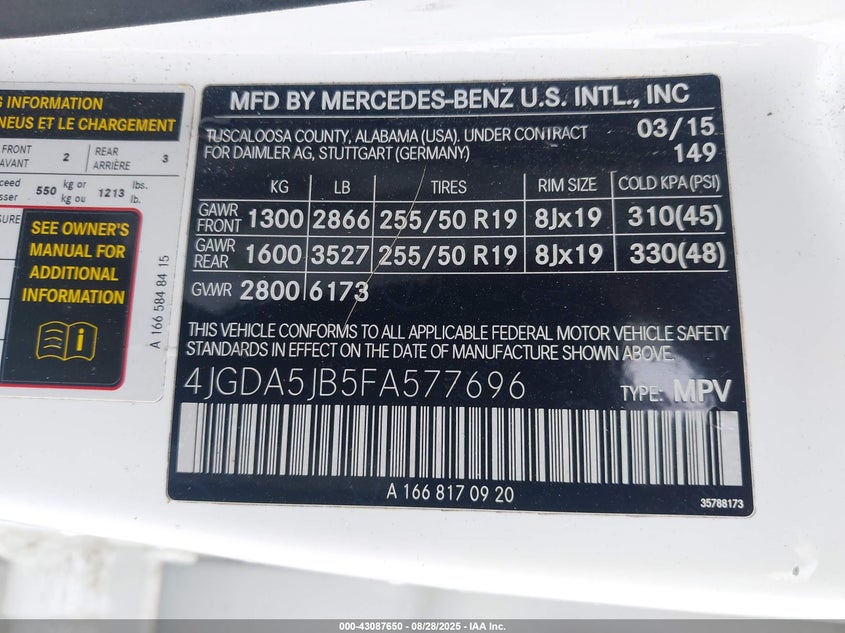 G INFORMATION
NEUS ET LE CHARGEMENT
FRONT 2 REAR 3
AVANT ARRIÈRE
550 kg or 1213 lbs.
kg ou lb.
SEE OWNER'S
MANUAL FOR
ADDITIONAL
INFORMATION
A 166 584 84 15
MFD BY MERCEDES-BENZ U.S. INTL., INC
TUSCALOOSA COUNTY, ALABAMA (USA). UNDER CONTRACT 03/15
FOR DAIMLER AG, STUTTGART (GERMANY) 149
KG LB TIRES RIM SIZE COLD KPA (PSI)
GAWR FRONT 1300 2866 255/50 R19 8Jx19 310(45)
GAWR REAR 1600 3527 255/50 R19 8Jx19 330(48)
GVWR 2800 6173
THIS VEHICLE CONFORMS TO ALL APPLICABLE FEDERAL MOTOR VEHICLE SAFETY
STANDARDS IN EFFECT ON THE DATE OF MANUFACTURE SHOWN ABOVE.
4JGDA5JB5FA577696 TYPE: MPV
A 166 817 09 20
35788173
000-43087650 | 08/28/2025 - IAA Inc.